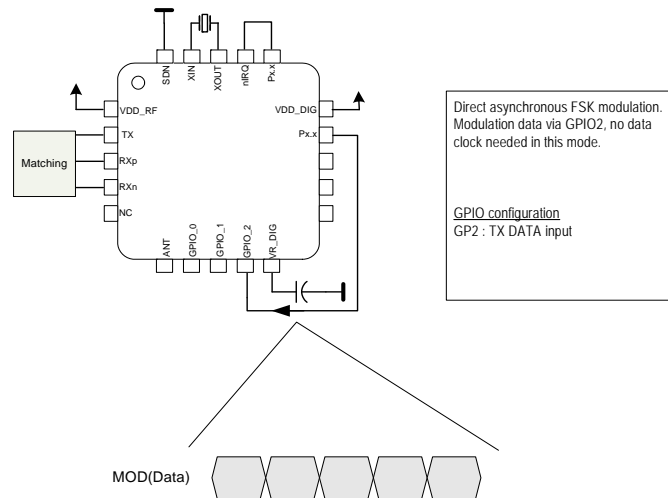 SDN
XIN
XOUT
nIRQ
Px.x
VDD_RF
VDD_DIG
TX
Px.x
Matching
RXp
RXn
NC
ANT
GPIO_0
GPIO_1
GPIO_2
VR_DIG
Direct asynchronous FSK modulation.
Modulation data via GPIO2, no data
clock needed in this mode.
GPIO configuration
GP2 : TX DATA input
MOD(Data)